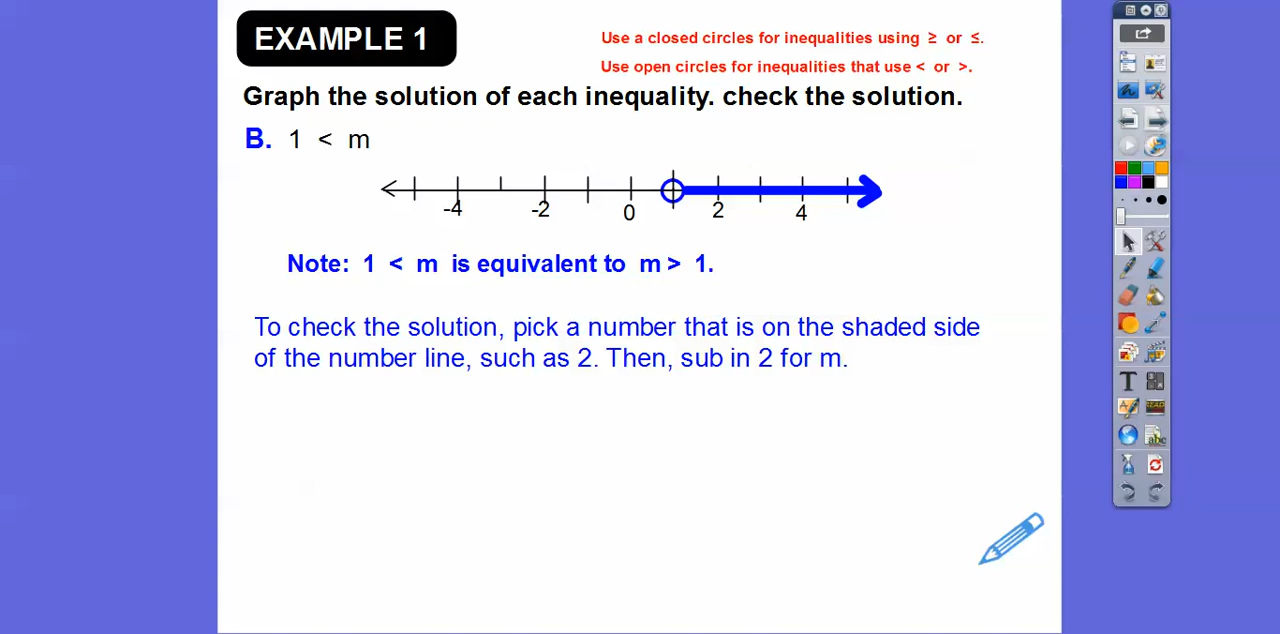 EXAMPLE 1
Use a closed circles for inequalities using ≥ or ≤.
Use open circles for inequalities that use < or >.
Graph the solution of each inequality. check the solution.
B. 1 < m
-4 -2 0 2 4
Note: 1 < m is equivalent to m > 1.
To check the solution, pick a number that is on the shaded side
of the number line, such as 2. Then, sub in 2 for m.